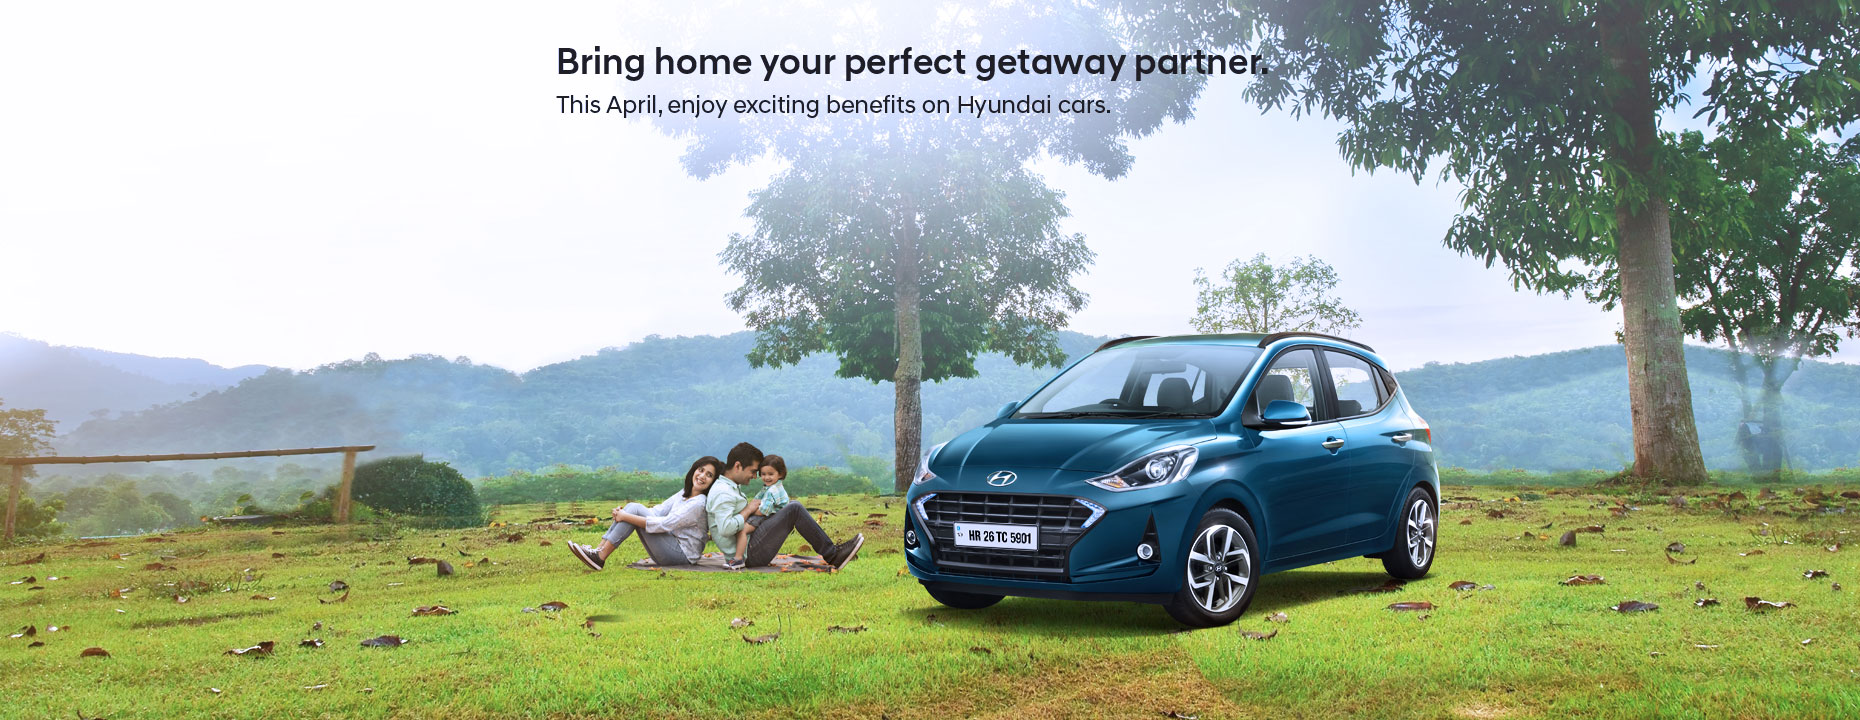 Bring home your perfect getaway partner.
This April, enjoy exciting benefits on Hyundai cars.
HR 26 TC 5901